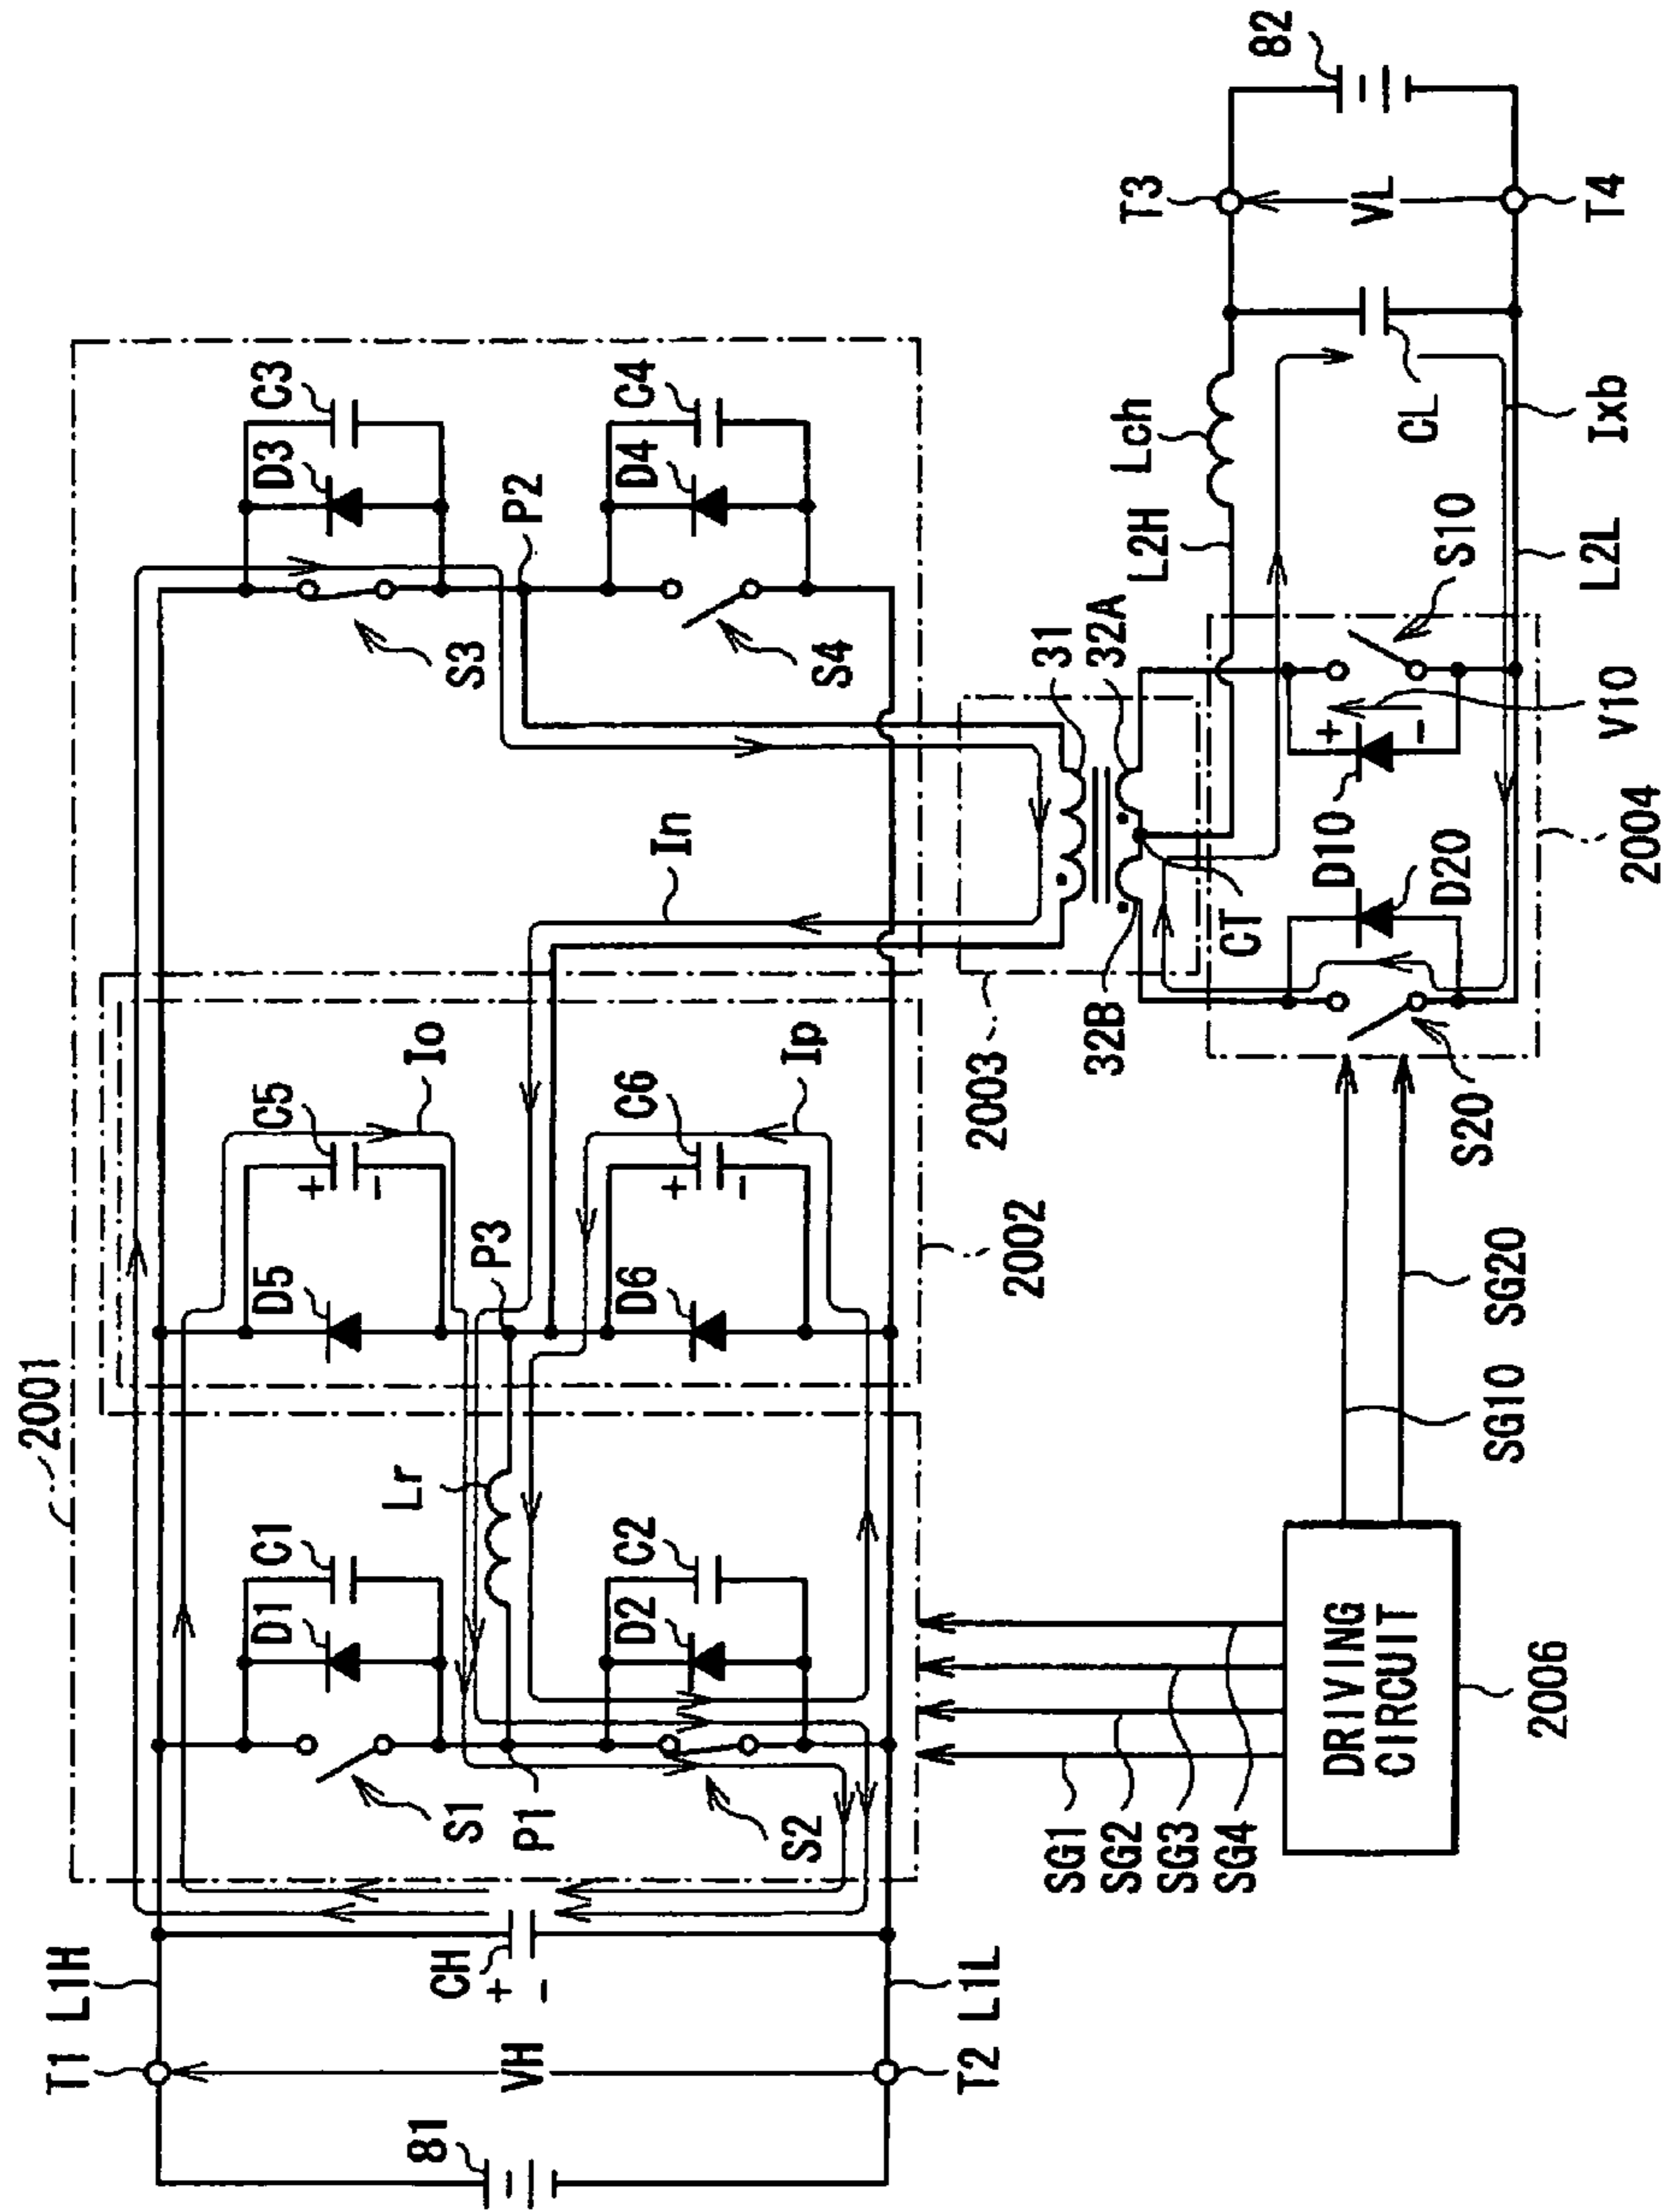 2001
T1
L1H
81
VH
CH
+
-
T2
L1L
S1
D1
C1
P1
Lr
S2
D2
C2
D5
C5
+
-
Io
P3
D6
C6
+
-
Ip
2002
In
S3
D3
C3
P2
S4
D4
C4
2003
31
32A
32B
CT
L2H
Lch
T3
82
VL
T4
CL
Ixb
L2L
S10
V10
+
-
D10
D20
2004
S20
SG10
SG20
SG1
SG2
SG3
SG4
DRIVING
CIRCUIT
2006